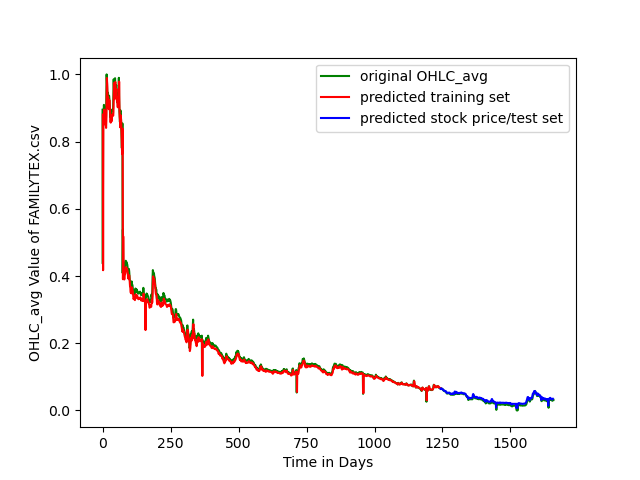 original OHLC_avg
predicted training set
predicted stock price/test set
OHLC_avg Value of FAMILYTEX.csv
1.0
0.8
0.6
0.4
0.2
0.0
0
250
500
750
1000
1250
1500
Time in Days